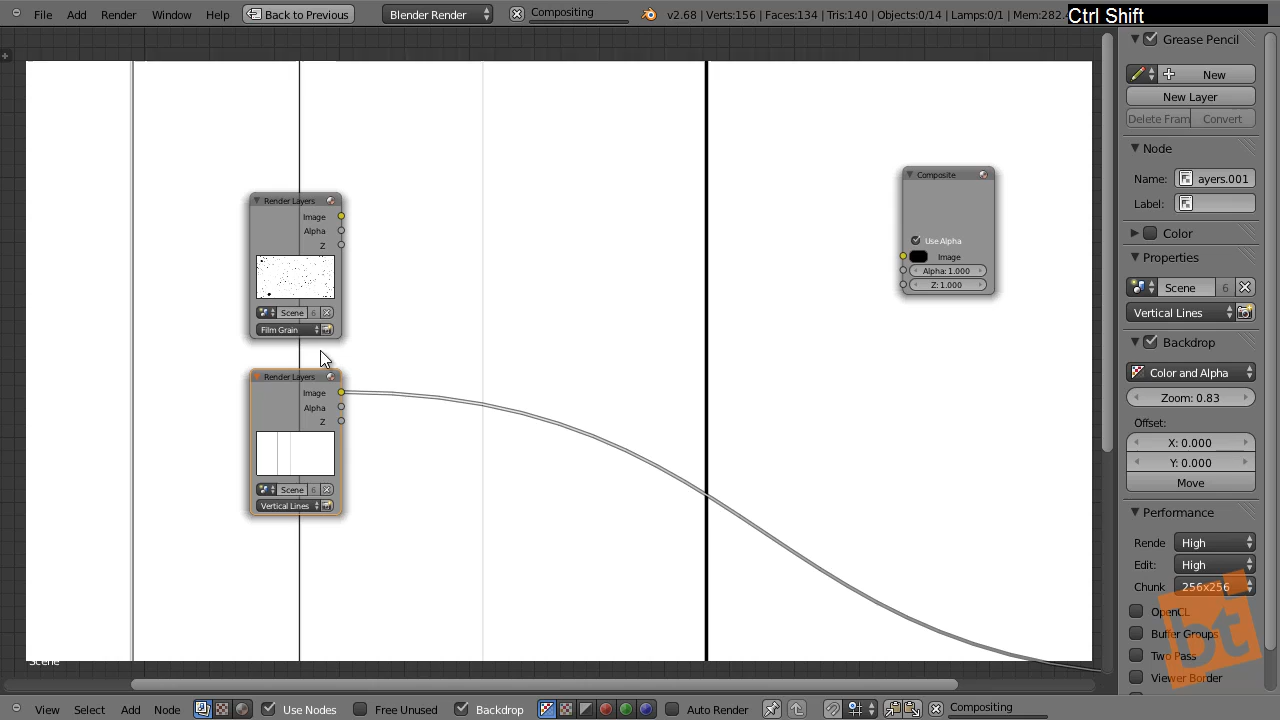 File Add Render Window Help Back to Previous Blender Render Compositing v2.68 | Verts:156 | Faces:134 | Tris:140 | Objects:0/14 | Lamps:0/1 | Mem:282. Ctrl Shift
Grease Pencil
New
New Layer
Delete Fram Convert
Node
Name: ayers.001
Label:
Color
Properties
Scene 6
Vertical Lines
Backdrop
Color and Alpha
Zoom: 0.83
Offset:
X: 0.000
Y: 0.000
Move
Performance
Rende High
Edit: High
Chunk 256x256
OpenCL
Buffer Groups
Two Pass
Viewer Border
bt
Render Layers
Image
Alpha
Z
Scene 6
Film Grain
Render Layers
Image
Alpha
Z
Scene 6
Vertical Lines
Composite
Use Alpha
Image
Alpha: 1.000
Z: 1.000
Scene
View Select Add Node Use Nodes Free Unused Backdrop Auto Render Compositing